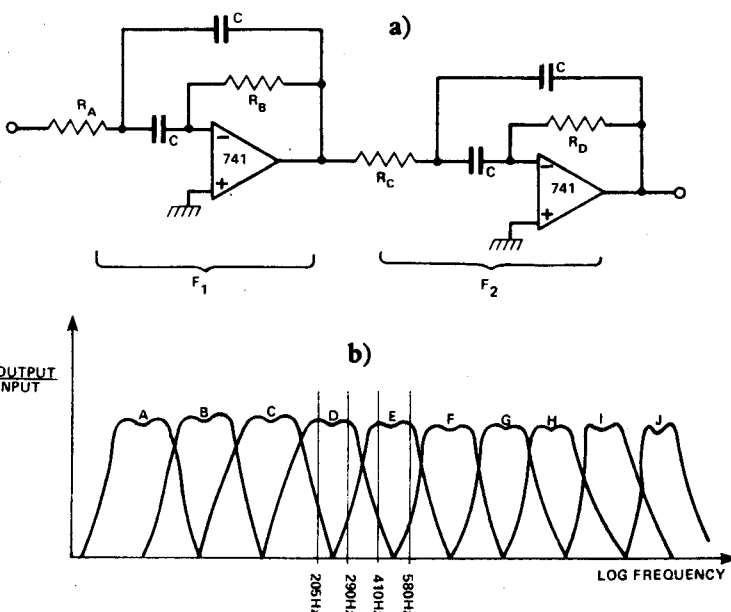 a)
C
R_A
C
R_B
741
F_1
R_C
C
C
R_D
741
F_2
b)
OUTPUT
INPUT
A B C D E F G H I J
205Hz
290Hz
410Hz
580Hz
LOG FREQUENCY